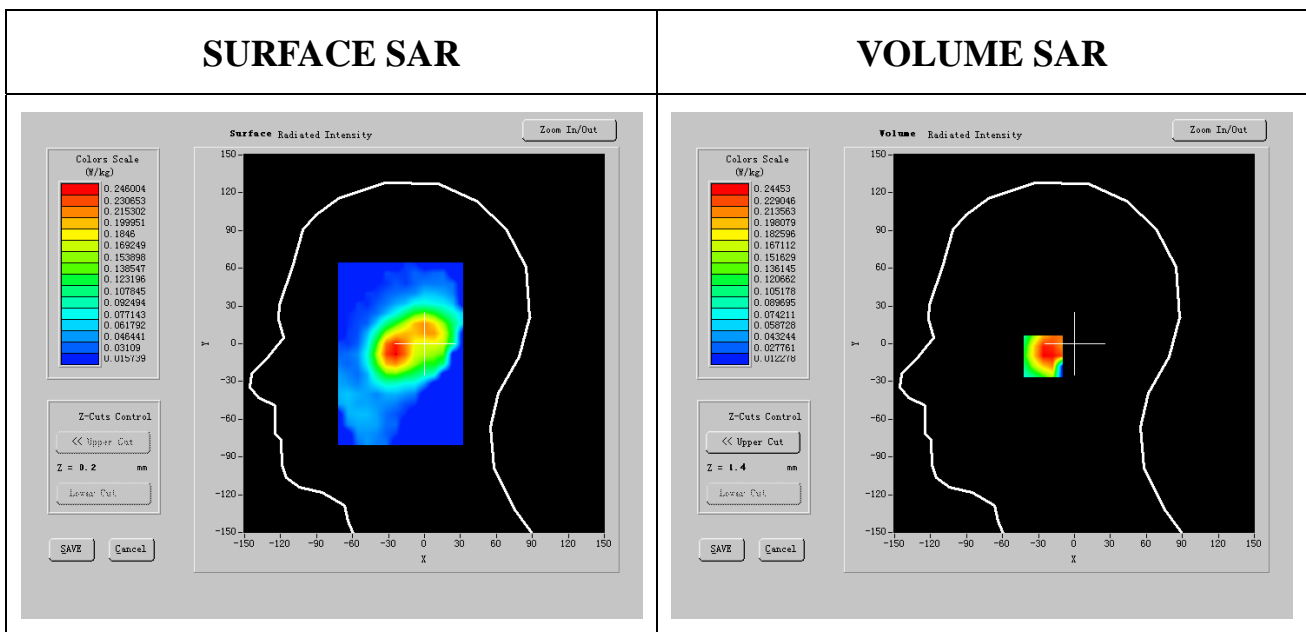 SURFACE SAR
VOLUME SAR
Surface Radiated Intensity
Zoom In/Out
Colors Scale
(W/kg)
0.246004
0.230653
0.215302
0.199951
0.1846
0.169249
0.153898
0.138547
0.123196
0.107845
0.092494
0.077143
0.061792
0.046441
0.03109
0.015739
Z-Cuts Control
<< Upper Cut
Z = 0.2 mm
Lower Cut
SAVE
Cancel
150
120
90
60
30
0
-30
-60
-90
-120
-150
Y
-150 -120 -90 -60 -30 0 30 60 90 120 150
X
Volume Radiated Intensity
Zoom In/Out
Colors Scale
(W/kg)
0.24453
0.229046
0.213563
0.198079
0.182596
0.167112
0.151629
0.136145
0.120662
0.105178
0.089695
0.074211
0.058728
0.043244
0.027761
0.012278
Z-Cuts Control
<< Upper Cut
Z = 1.4 mm
Lower Cut
SAVE
Cancel
150
120
90
60
30
0
-30
-60
-90
-120
-150
Y
-150 -120 -90 -60 -30 0 30 60 90 120 150
X